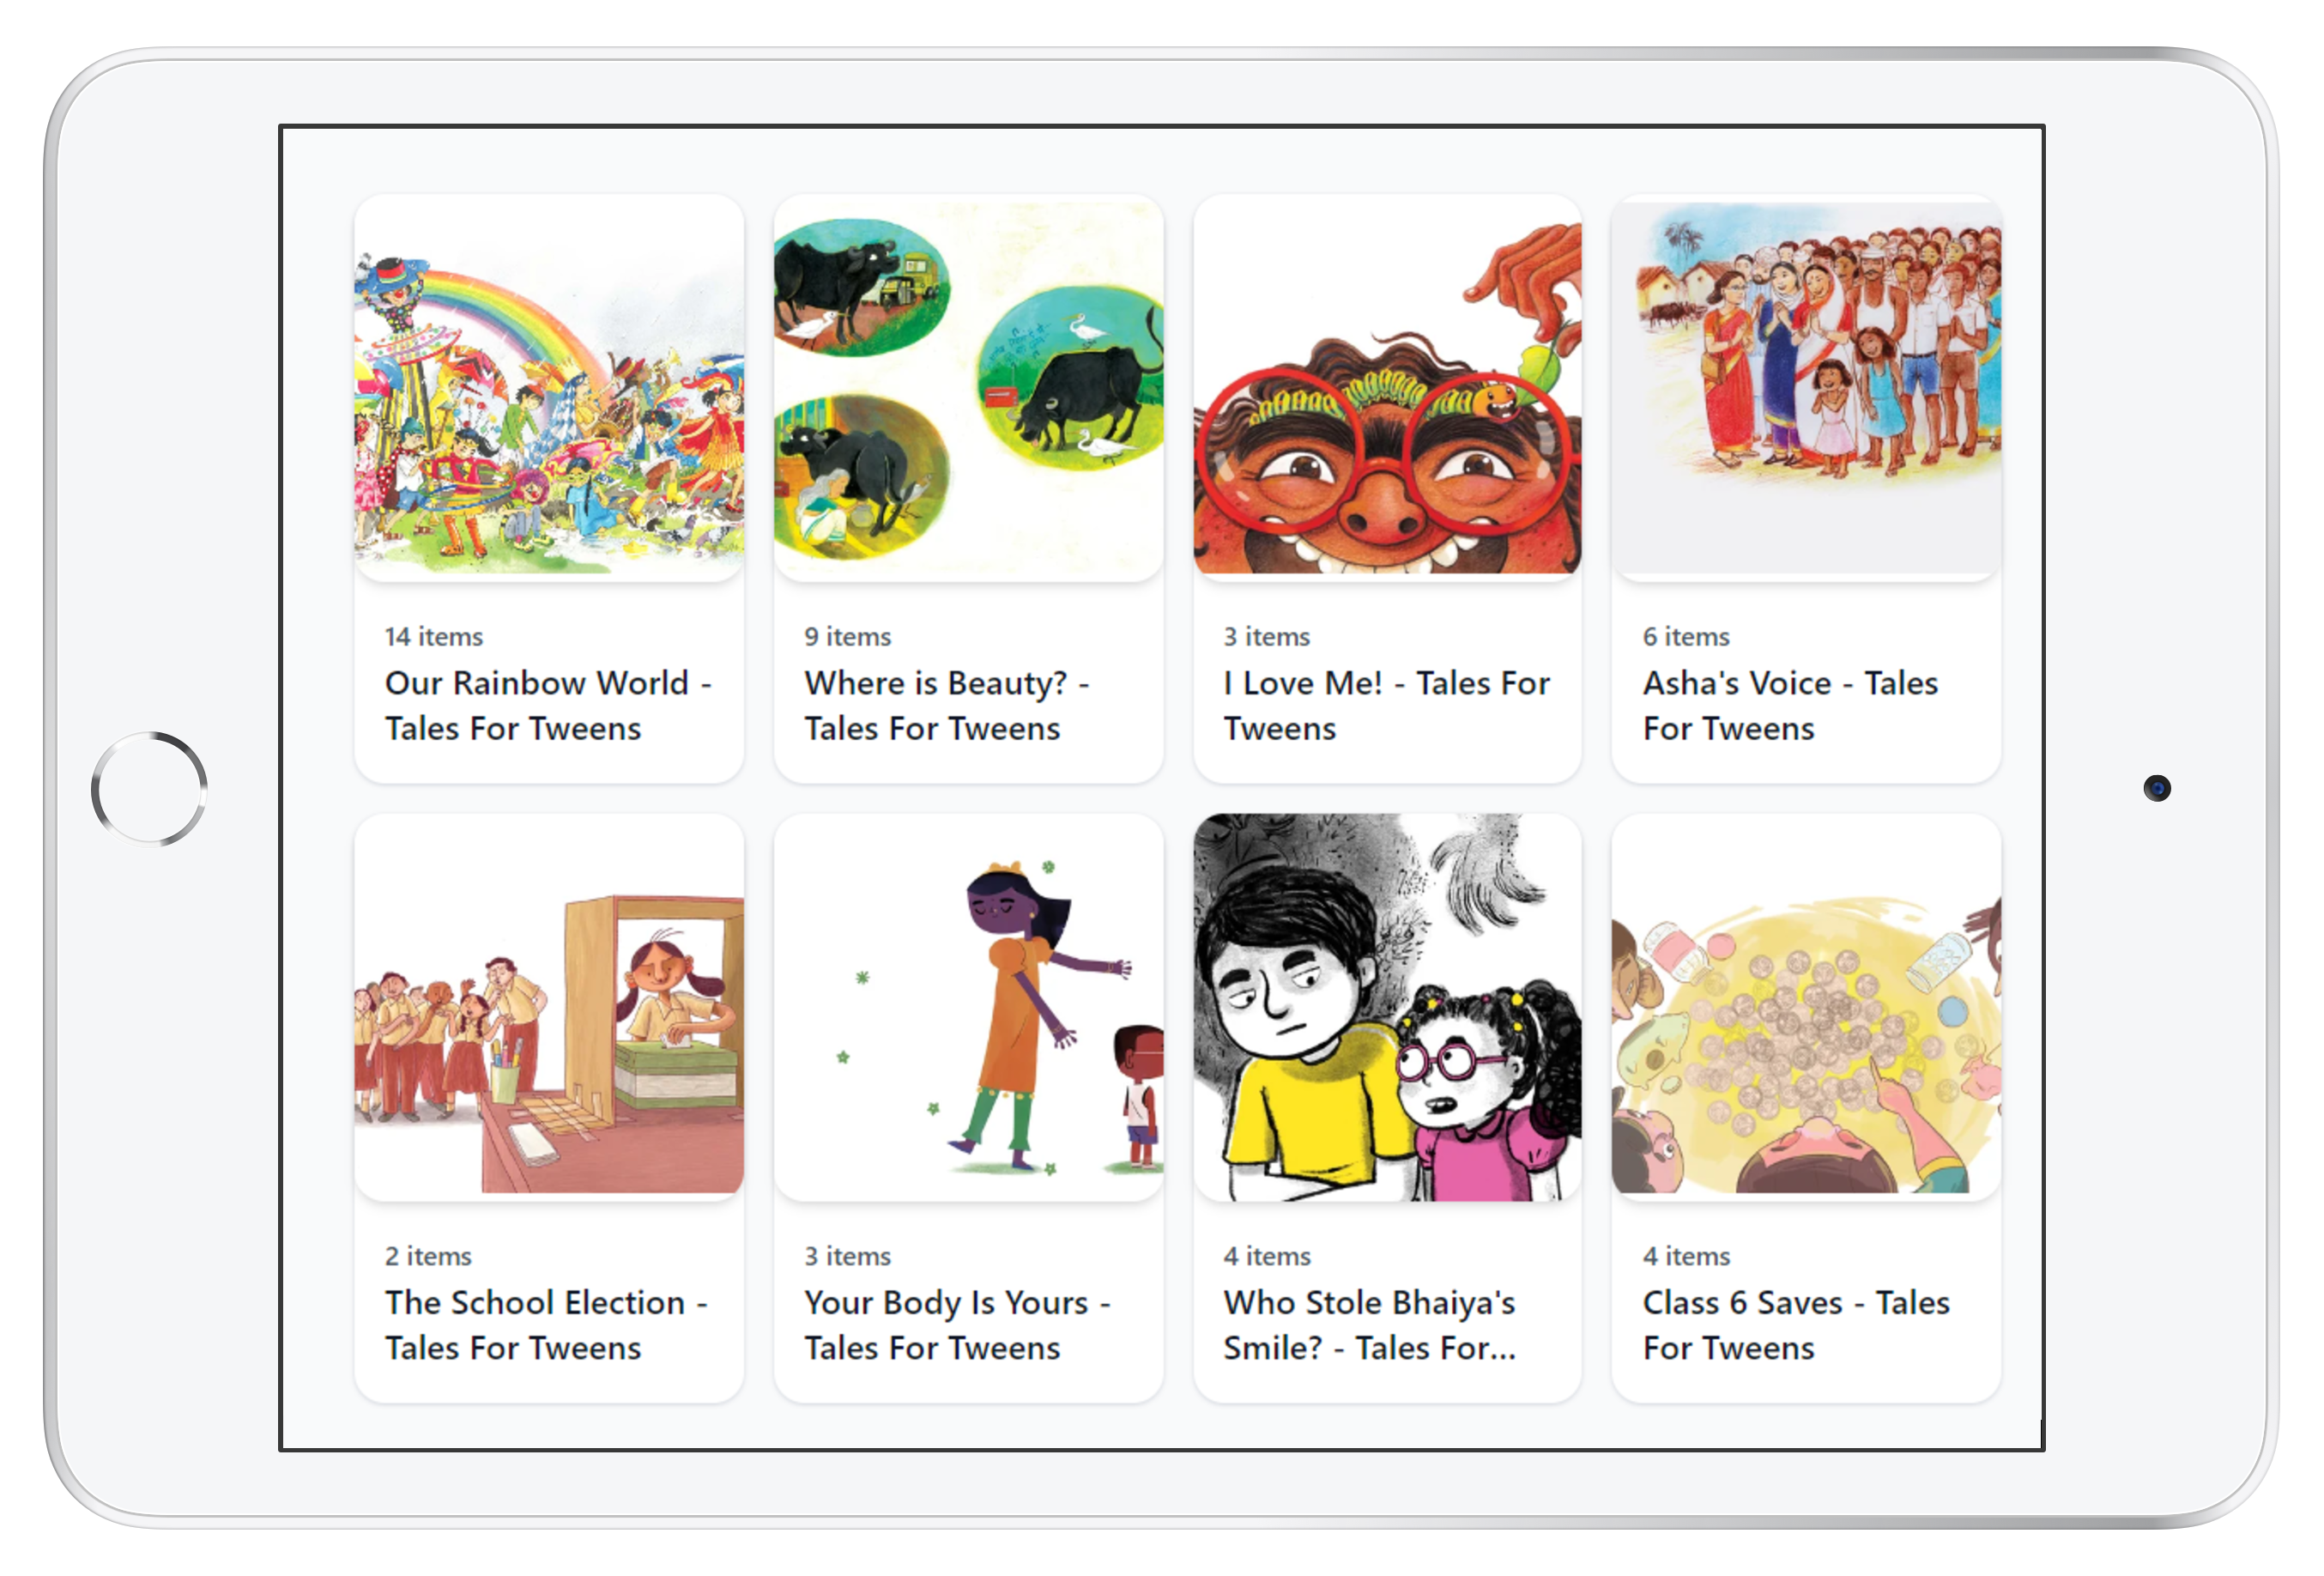 14 items
Our Rainbow World -
Tales For Tweens
9 items
Where is Beauty? -
Tales For Tweens
3 items
I Love Me! - Tales For
Tweens
6 items
Asha's Voice - Tales
For Tweens
2 items
The School Election -
Tales For Tweens
3 items
Your Body Is Yours -
Tales For Tweens
4 items
Who Stole Bhaiya's
Smile? - Tales For...
4 items
Class 6 Saves - Tales
For Tweens